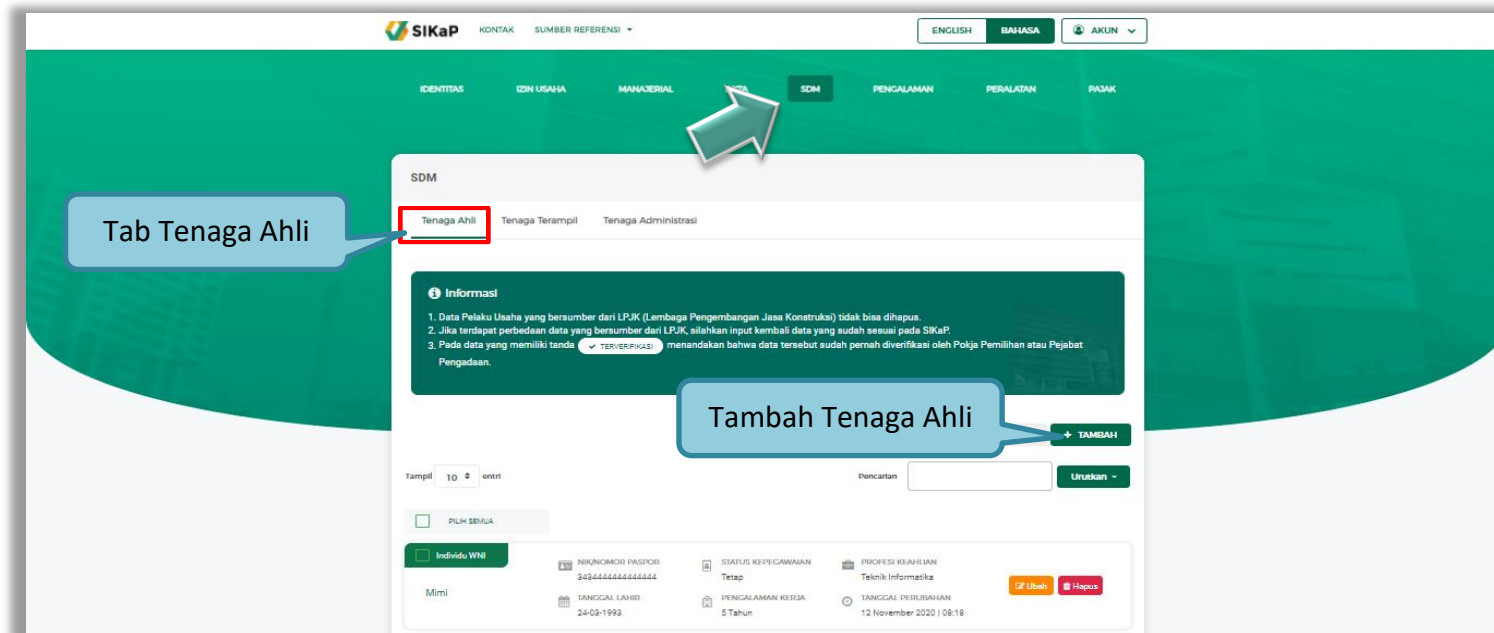 SIKaP KONTAK SUMBER REFERENSI ENGLISH BAHASA AKUN
IDENTITAS IZIN USAHA MANAJERIAL SDM PENGALAMAN PERALATAN PAJAK
SDM
Tab Tenaga Ahli
Tenaga Ahli Tenaga Terampil Tenaga Administrasi
Informasi
1. Data Pelaku Usaha yang bersumber dari LPJK (Lembaga Pengembangan Jasa Konstruksi) tidak bisa dihapus.
2. Jika terdapat perbedaan data yang bersumber dari LPJK, silahkan input kembali data yang sudah sesuai pada SIKaP.
3. Pada data yang memiliki tanda ✓ TERVERIFIKASI menandakan bahwa data tersebut sudah pernah diverifikasi oleh Pokja Pemilihan atau Pejabat
Pengadaan.
Tambah Tenaga Ahli
+ TAMBAH
Tampil 10 entri Pencarian Urutkan
PILIH SEMUA
Individu WNI
NIK/NOMOR PASPOR STATUS KEPEGAWAIAN PROFESI KEAHLIAN
3434444444444444 Tetap Teknik Informatika
Mimi Ubah Hapus
TANGGAL LAHIR PENGALAMAN KERJA TANGGAL PERUBAHAN
24-03-1993 5 Tahun 12 November 2020 | 08:18